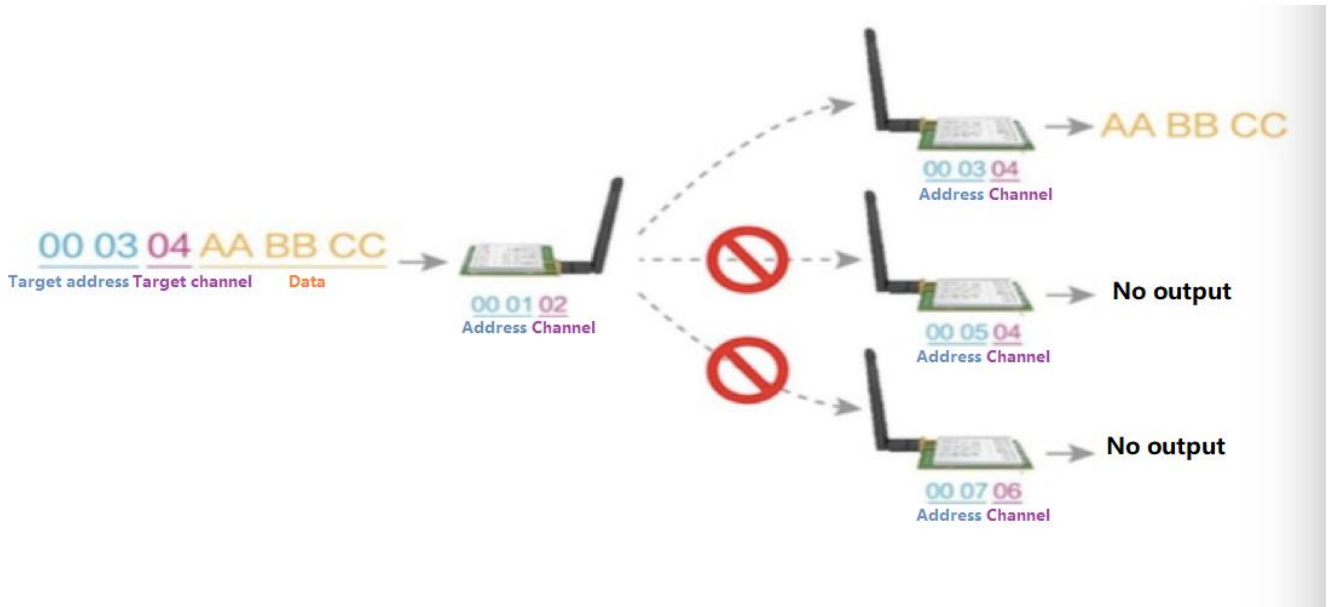 00 03 04 AA BB CC
Target address Target channel Data
00 01 02
Address Channel
AA BB CC
00 03 04
Address Channel
No output
00 05 04
Address Channel
No output
00 07 06
Address Channel